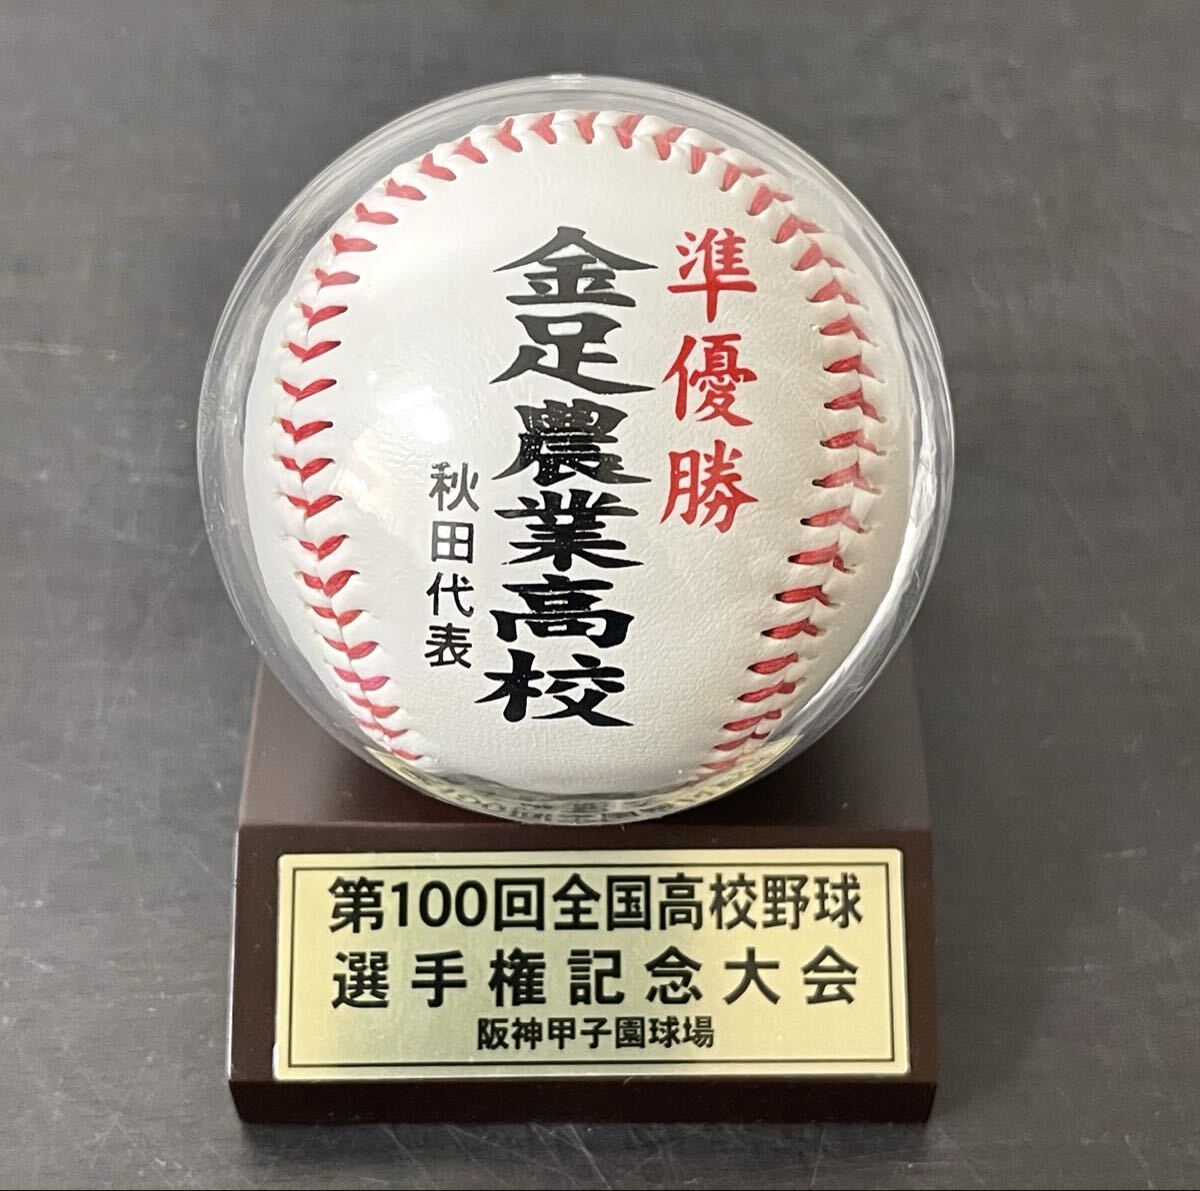 準優勝
金足農業高校
秋田代表
第100回全国高校野球
選手権記念大会
阪神甲子園球場